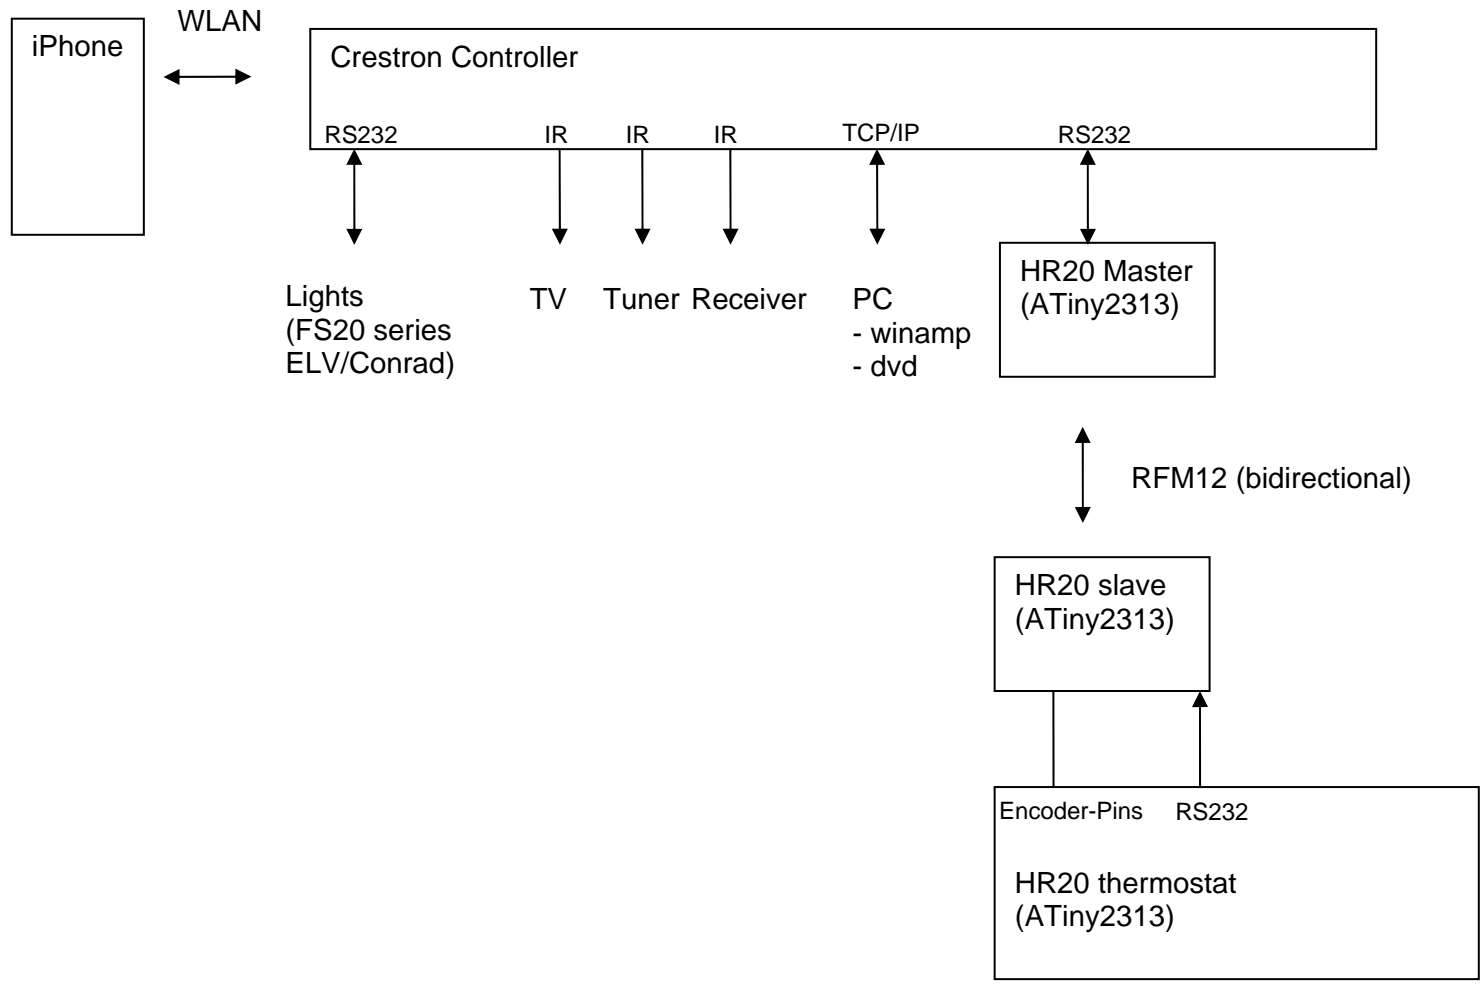 WLAN
iPhone
Crestron Controller
RS232
IR
IR
IR
TCP/IP
RS232
Lights
(FS20 series
ELV/Conrad)
TV
Tuner
Receiver
PC
- winamp
- dvd
HR20 Master
(ATiny2313)
RFM12 (bidirectional)
HR20 slave
(ATiny2313)
Encoder-Pins
RS232
HR20 thermostat
(ATiny2313)